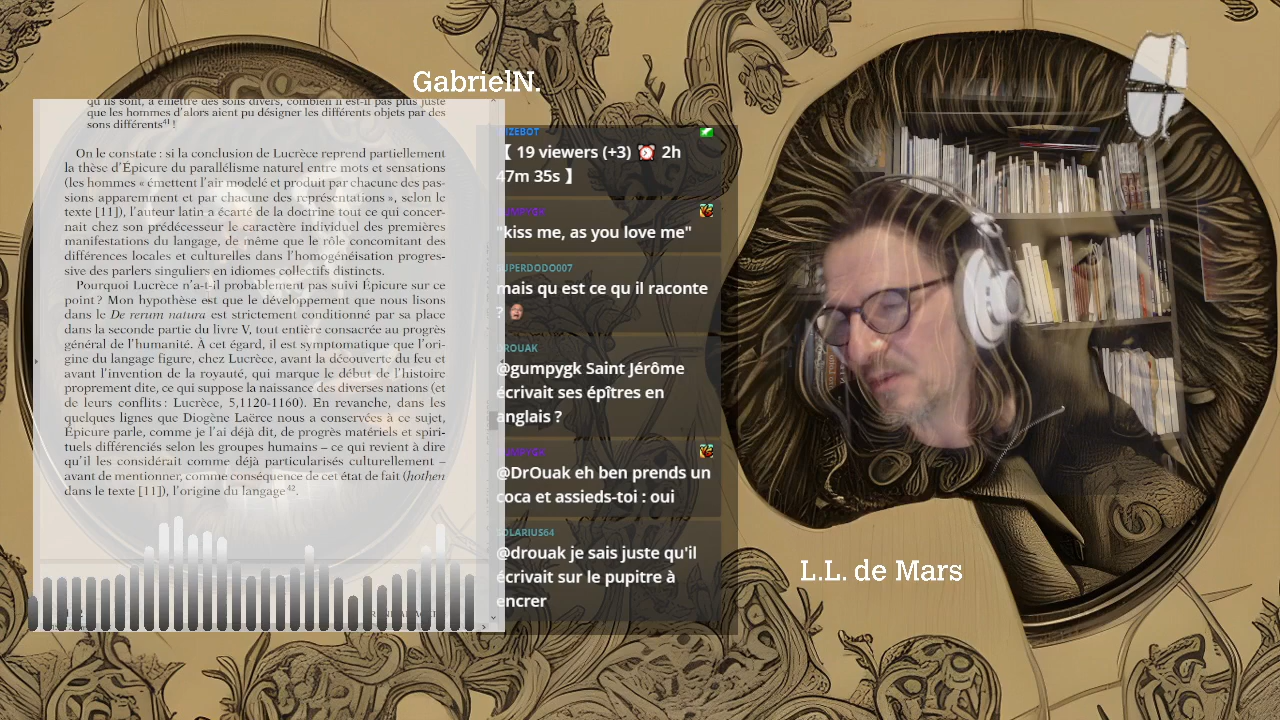 GabrielN.
qu'ils sont, à émettre des sons divers, combien n'est-il pas plus juste
que les hommes d'alors aient pu désigner les différents objets par des
sons différents⁴¹ !
On le constate : si la conclusion de Lucrèce reprend partiellement
la thèse d'Épicure du parallélisme naturel entre mots et sensations
(les hommes « émettent l'air modelé et produit par chacune des pas-
sions apparemment et par chacune des représentations », selon le
texte [11]), l'auteur latin a écarté de la doctrine tout ce qui concer-
nait chez son prédécesseur le caractère individuel des premières
manifestations du langage, de même que le rôle concomitant des
différences locales et culturelles dans l'homogénéisation progres-
sive des parlers singuliers en idiomes collectifs distincts.
Pourquoi Lucrèce n'a-t-il probablement pas suivi Épicure sur ce
point ? Mon hypothèse est que le développement que nous lisons
dans le De rerum natura est strictement conditionné par sa place
dans la seconde partie du livre V, tout entière consacrée au progrès
général de l'humanité. À cet égard, il est symptomatique que l'ori-
gine du langage figure, chez Lucrèce, avant la découverte du feu et
avant l'invention de la royauté, qui marque le début de l'histoire
proprement dite, ce qui suppose la naissance des diverses nations (et
de leurs conflits : Lucrèce, 5,1120-1160). En revanche, dans les
quelques lignes que Diogène Laërce nous a conservées à ce sujet,
Épicure parle, comme je l'ai déjà dit, de progrès matériels et spiri-
tuels différenciés selon les groupes humains – ce qui revient à dire
qu'il les considérait comme déjà particularisés culturellement –
avant de mentionner, comme conséquence de cet état de fait (hothen
dans le texte [11]), l'origine du langage⁴².
【 19 viewers (+3) ⏰ 2h
47m 35s 】
GUMPYGK
"kiss me, as you love me"
SUPERDODO007
mais qu est ce qu il raconte
?
DROUAK
@gumpygk Saint Jérôme
écrivait ses épîtres en
anglais ?
GUMPYGK
@DrOuak eh ben prends un
coca et assieds-toi : oui
SOLARIUS64
@drouak je sais juste qu'il
écrivait sur le pupitre à
encrer
L.L. de Mars